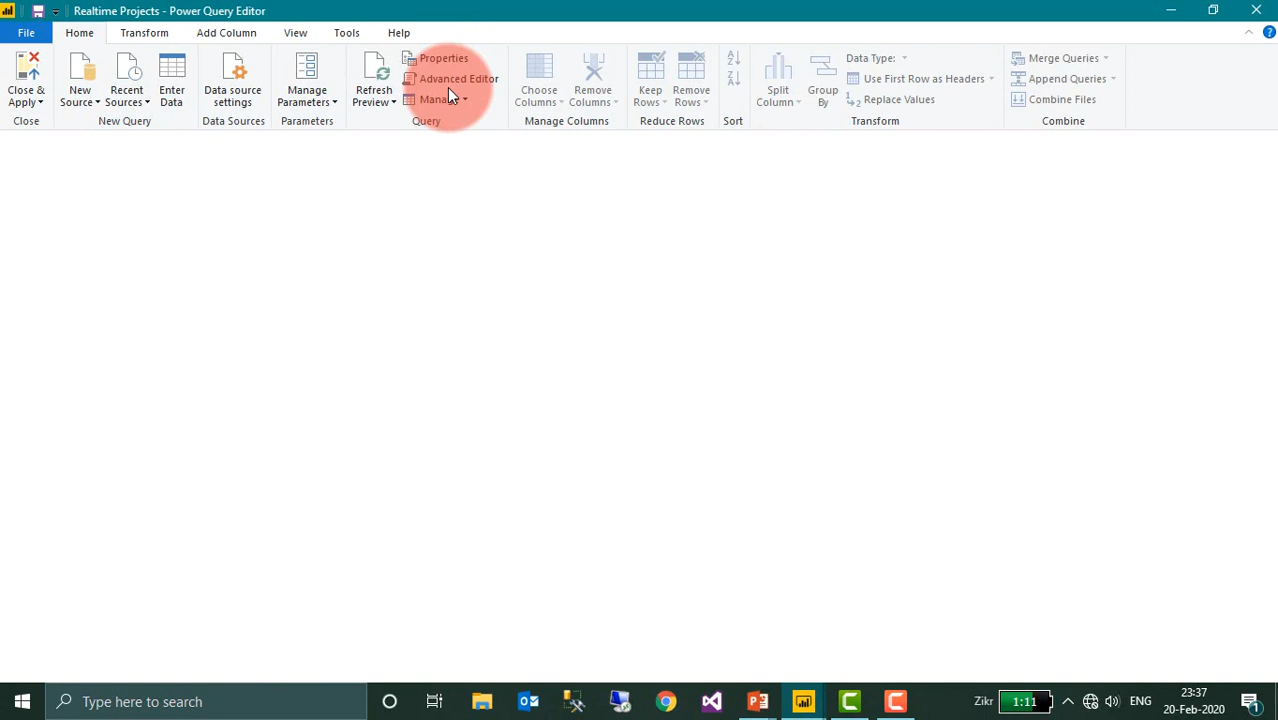 Realtime Projects - Power Query Editor
File Home Transform Add Column View Tools Help
Close & Apply
New Source
Recent Sources
Enter Data
Data source settings
Manage Parameters
Refresh Preview
Properties
Advanced Editor
Choose Columns
Remove Columns
Keep Rows
Remove Rows
Split Column
Group By
Data Type:
Use First Row as Headers
Replace Values
Merge Queries
Append Queries
Combine Files
Close New Query Data Sources Parameters Query Manage Columns Reduce Rows Sort Transform Combine
Type here to search
Zikr 1:11 ENG
23:37
20-Feb-2020